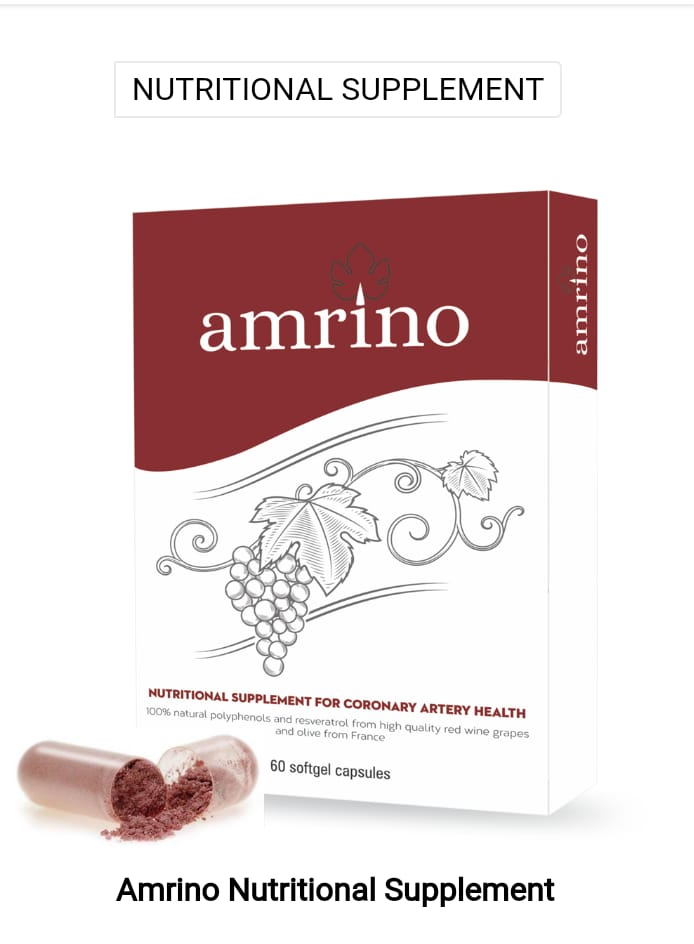 NUTRITIONAL SUPPLEMENT
amrino
amrino
NUTRITIONAL SUPPLEMENT FOR CORONARY ARTERY HEALTH
100% natural polyphenols and resveratrol from high quality red wine grapes
and olive from France
60 softgel capsules
Amrino Nutritional Supplement